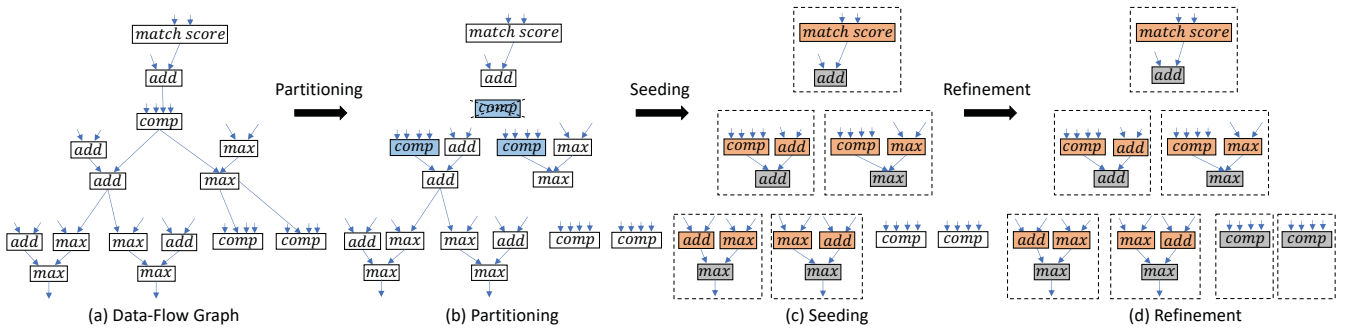 match score
add
comp
add
max
add
max
add
max
max
add
comp
comp
max
max
(a) Data-Flow Graph
Partitioning
match score
add
comp
comp
add
comp
max
add
max
add
max
max
add
comp
comp
max
max
(b) Partitioning
Seeding
match score
add
comp
add
comp
max
add
max
add
max
max
add
comp
comp
max
max
(c) Seeding
Refinement
match score
add
comp
add
comp
max
add
max
add
max
max
add
comp
comp
max
max
(d) Refinement